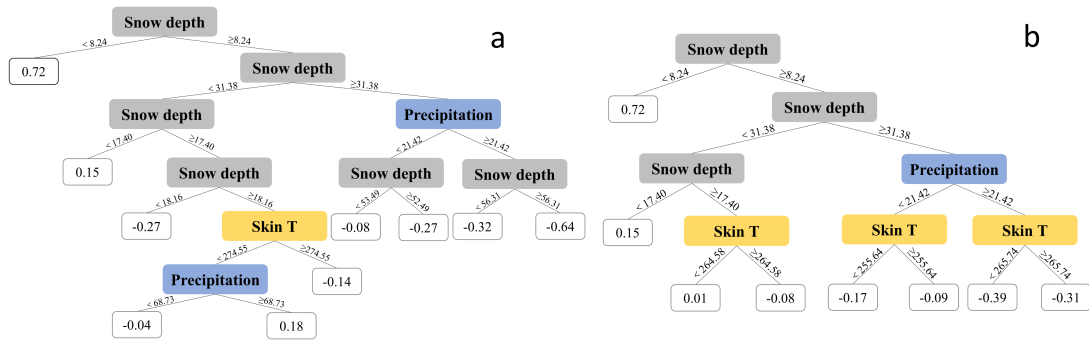 a
Snow depth
< 8.24
≥8.24
0.72
Snow depth
< 31.38
≥31.38
Snow depth
Precipitation
< 17.40
≥17.40
< 21.42
≥21.42
0.15
Snow depth
Snow depth
Snow depth
< 18.16
≥18.16
< 53.49
≥52.49
< 56.31
≥56.31
-0.27
Skin T
-0.08
-0.27
-0.32
-0.64
< 274.55
≥274.55
Precipitation
-0.14
< 68.73
≥68.73
-0.04
0.18
b
Snow depth
< 8.24
≥8.24
0.72
Snow depth
< 31.38
≥31.38
Snow depth
Precipitation
< 17.40
≥17.40
< 21.42
≥21.42
0.15
Skin T
Skin T
Skin T
< 264.58
≥264.58
< 255.64
≥255.64
< 265.74
≥265.74
0.01
-0.08
-0.17
-0.09
-0.39
-0.31